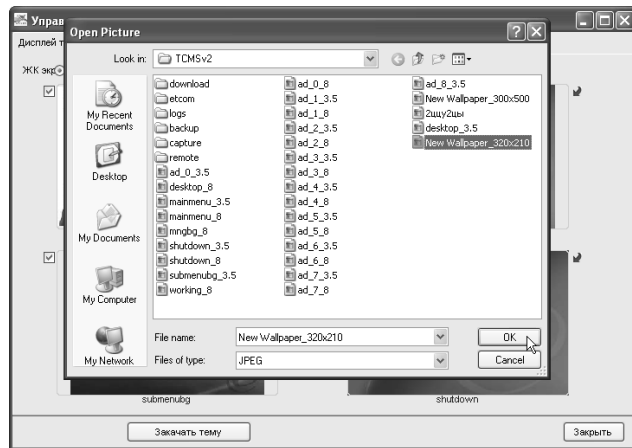 Управ
Open Picture
Дисплей т
Look in:
TCMSv2
ЖК экр
My Recent
Documents
Desktop
My Documents
My Computer
My Network
download
etcom
logs
backup
capture
remote
ad_0_3.5
desktop_8
mainmenu_3.5
mainmenu_8
mngbg_8
shutdown_3.5
shutdown_8
submenubg_3.5
working_8
ad_0_8
ad_1_3.5
ad_1_8
ad_2_3.5
ad_2_8
ad_3_3.5
ad_3_8
ad_4_3.5
ad_4_8
ad_5_3.5
ad_5_8
ad_6_3.5
ad_6_8
ad_7_3.5
ad_7_8
ad_8_3.5
New Wallpaper_300x500
2щцу2цы
desktop_3.5
New Wallpaper_320x210
File name:
New Wallpaper_320x210
OK
Files of type:
JPEG
Cancel
submenubg
shutdown
Закачать тему
Закрыть